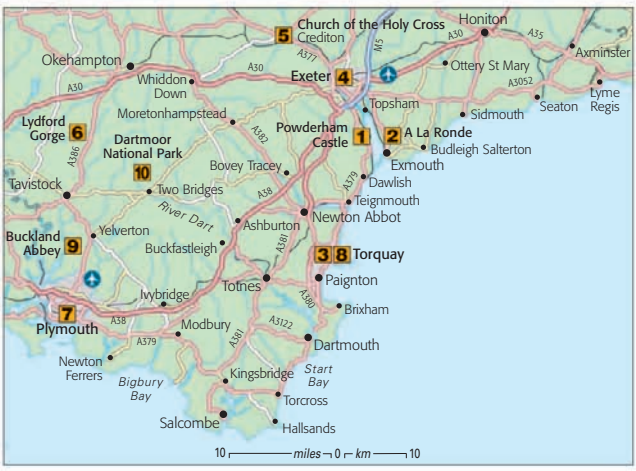 Church of the Holy Cross
5
Crediton
A377
M5
Honiton
A30
A35
Axminster
Okehampton
A30
Exeter 4
Ottery St Mary
A3052
Whiddon
Down
A30
Topsham
Lyme
Regis
Seaton
Sidmouth
Moretonhampstead
Lydford
Gorge 6
A386
A382
Powderham
Castle 1
2 A La Ronde
Budleigh Salterton
Exmouth
Dartmoor
National Park
10
Bovey Tracey
A38
A379
Dawlish
Tavistock
Two Bridges
Teignmouth
River Dart
Newton Abbot
Ashburton
Yelverton
Buckland
Abbey 9
Buckfastleigh
A381
3 8 Torquay
Totnes
Paignton
Ivybridge
A380
Brixham
7
Plymouth
A38
Modbury
A379
A381
A3122
Dartmouth
Newton
Ferrers
Bigbury
Bay
Kingsbridge
Start
Bay
Torcross
Salcombe
Hallsands
10 miles 0 km 10